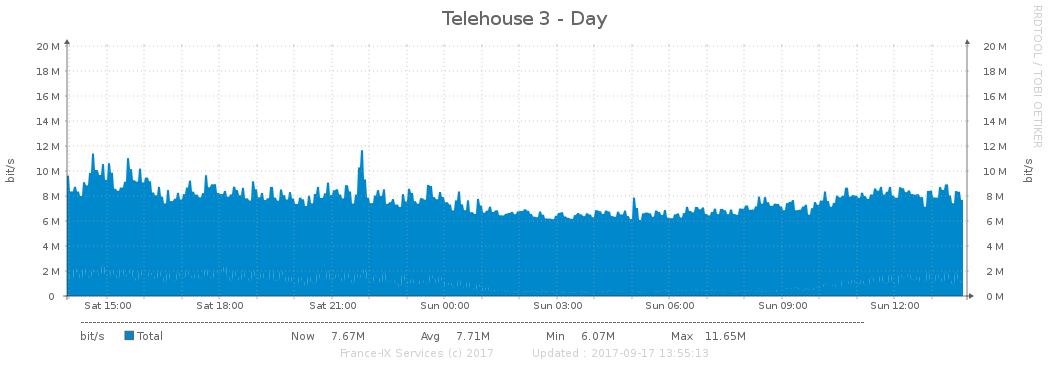 Telehouse 3 - Day
RRDTOOL / TOBI OETIKER
bit/s
bit/s
20 M 20 M
18 M 18 M
16 M 16 M
14 M 14 M
12 M 12 M
10 M 10 M
8 M 8 M
6 M 6 M
4 M 4 M
2 M 2 M
0 0 M
Sat 15:00 Sat 18:00 Sat 21:00 Sun 00:00 Sun 03:00 Sun 06:00 Sun 09:00 Sun 12:00
bit/s Total Now 7.67M Avg 7.71M Min 6.07M Max 11.65M
France-IX Services (c) 2017 Updated : 2017-09-17 13:55:13